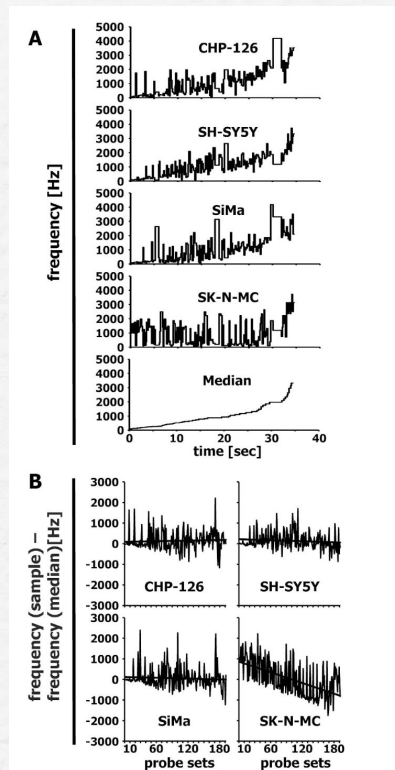 A
CHP-126
5000
4000
3000
2000
1000
0
SH-SY5Y
5000
4000
3000
2000
1000
0
frequency [Hz]
SiMa
5000
4000
3000
2000
1000
0
SK-N-MC
5000
4000
3000
2000
1000
0
Median
5000
4000
3000
2000
1000
0
0 10 20 30 40
time [sec]
B
frequency (sample) –
frequency (median)[Hz]
3000
2000
1000
0
-1000
-2000
-3000
CHP-126
SH-SY5Y
3000
2000
1000
0
-1000
-2000
-3000
SiMa
SK-N-MC
10 60 120 180
10 60 120 180
probe sets
probe sets